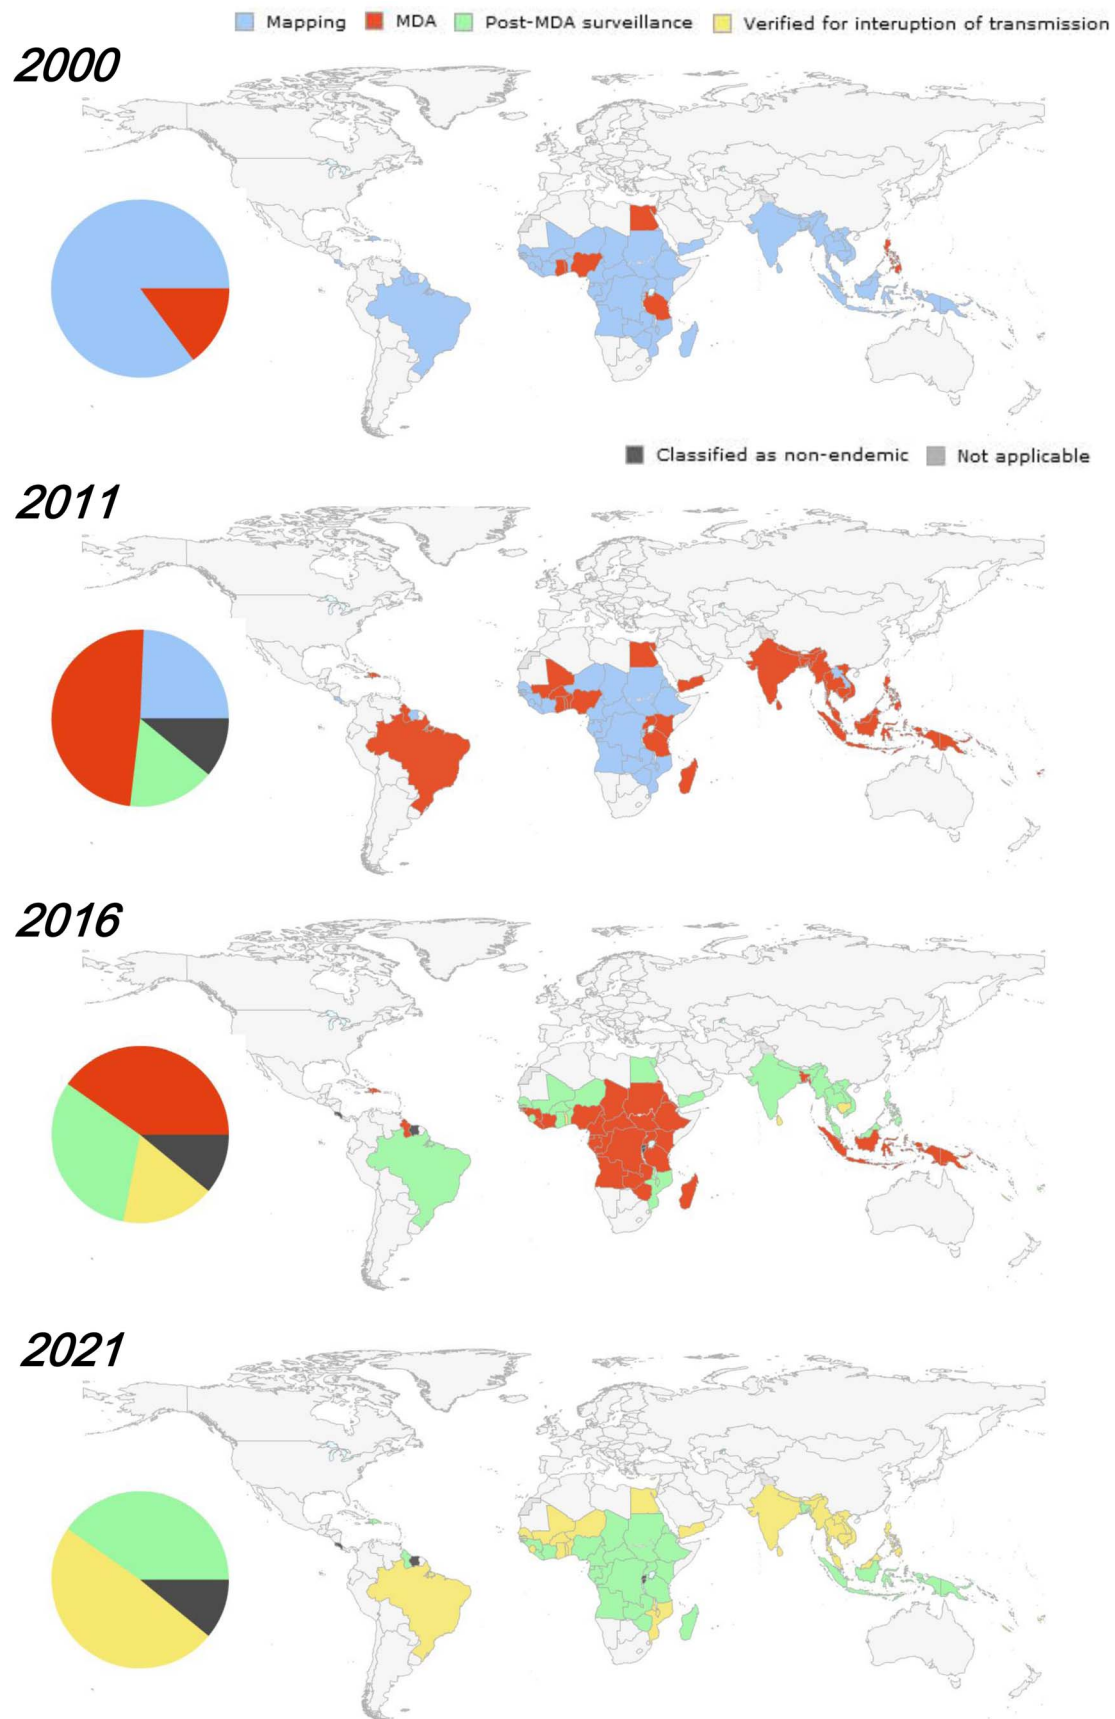 Mapping MDA Post-MDA surveillance Verified for interuption of transmission
2000
Classified as non-endemic Not applicable
2011
2016
2021